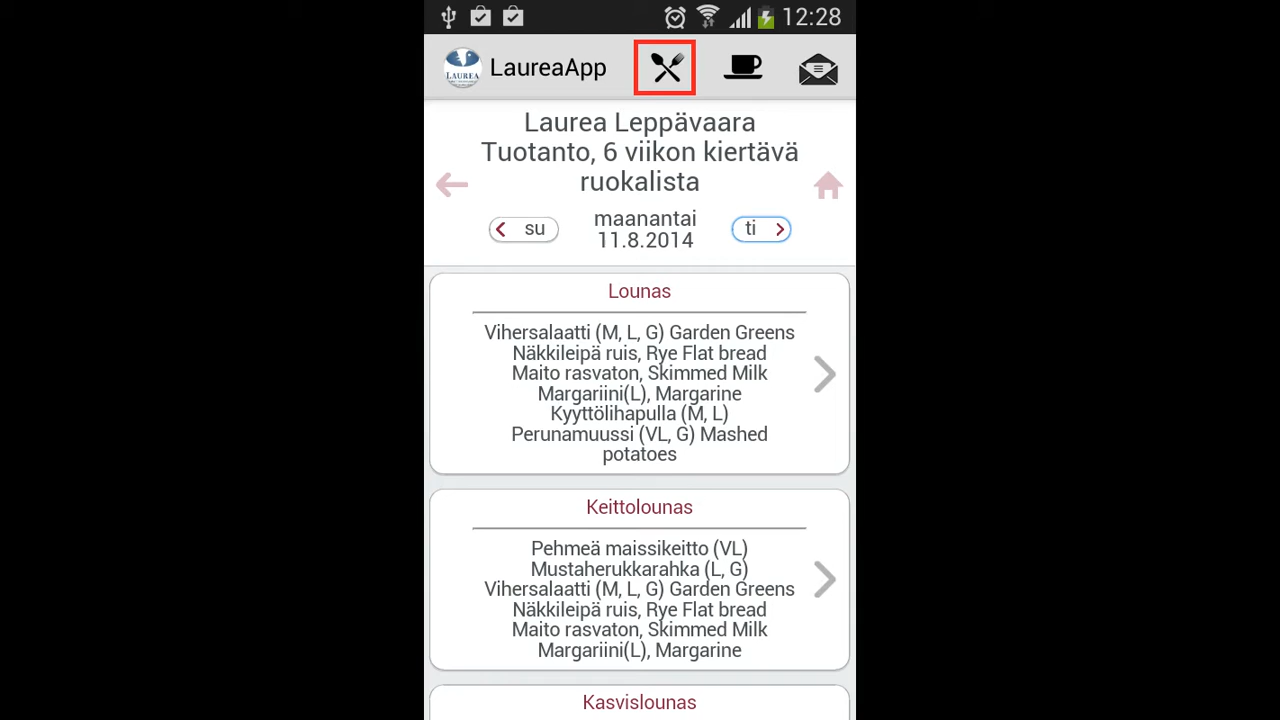 12:28
LAUREA
LaureaApp
Laurea Leppävaara
Tuotanto, 6 viikon kiertävä
ruokalista
su
maanantai
11.8.2014
ti
Lounas
Vihersalaatti (M, L, G) Garden Greens
Näkkileipä ruis, Rye Flat bread
Maito rasvaton, Skimmed Milk
Margariini(L), Margarine
Kyyttölihapulla (M, L)
Perunamuussi (VL, G) Mashed
potatoes
Keittolounas
Pehmeä maissikeitto (VL)
Mustaherukkarahka (L, G)
Vihersalaatti (M, L, G) Garden Greens
Näkkileipä ruis, Rye Flat bread
Maito rasvaton, Skimmed Milk
Margariini(L), Margarine
Kasvislounas